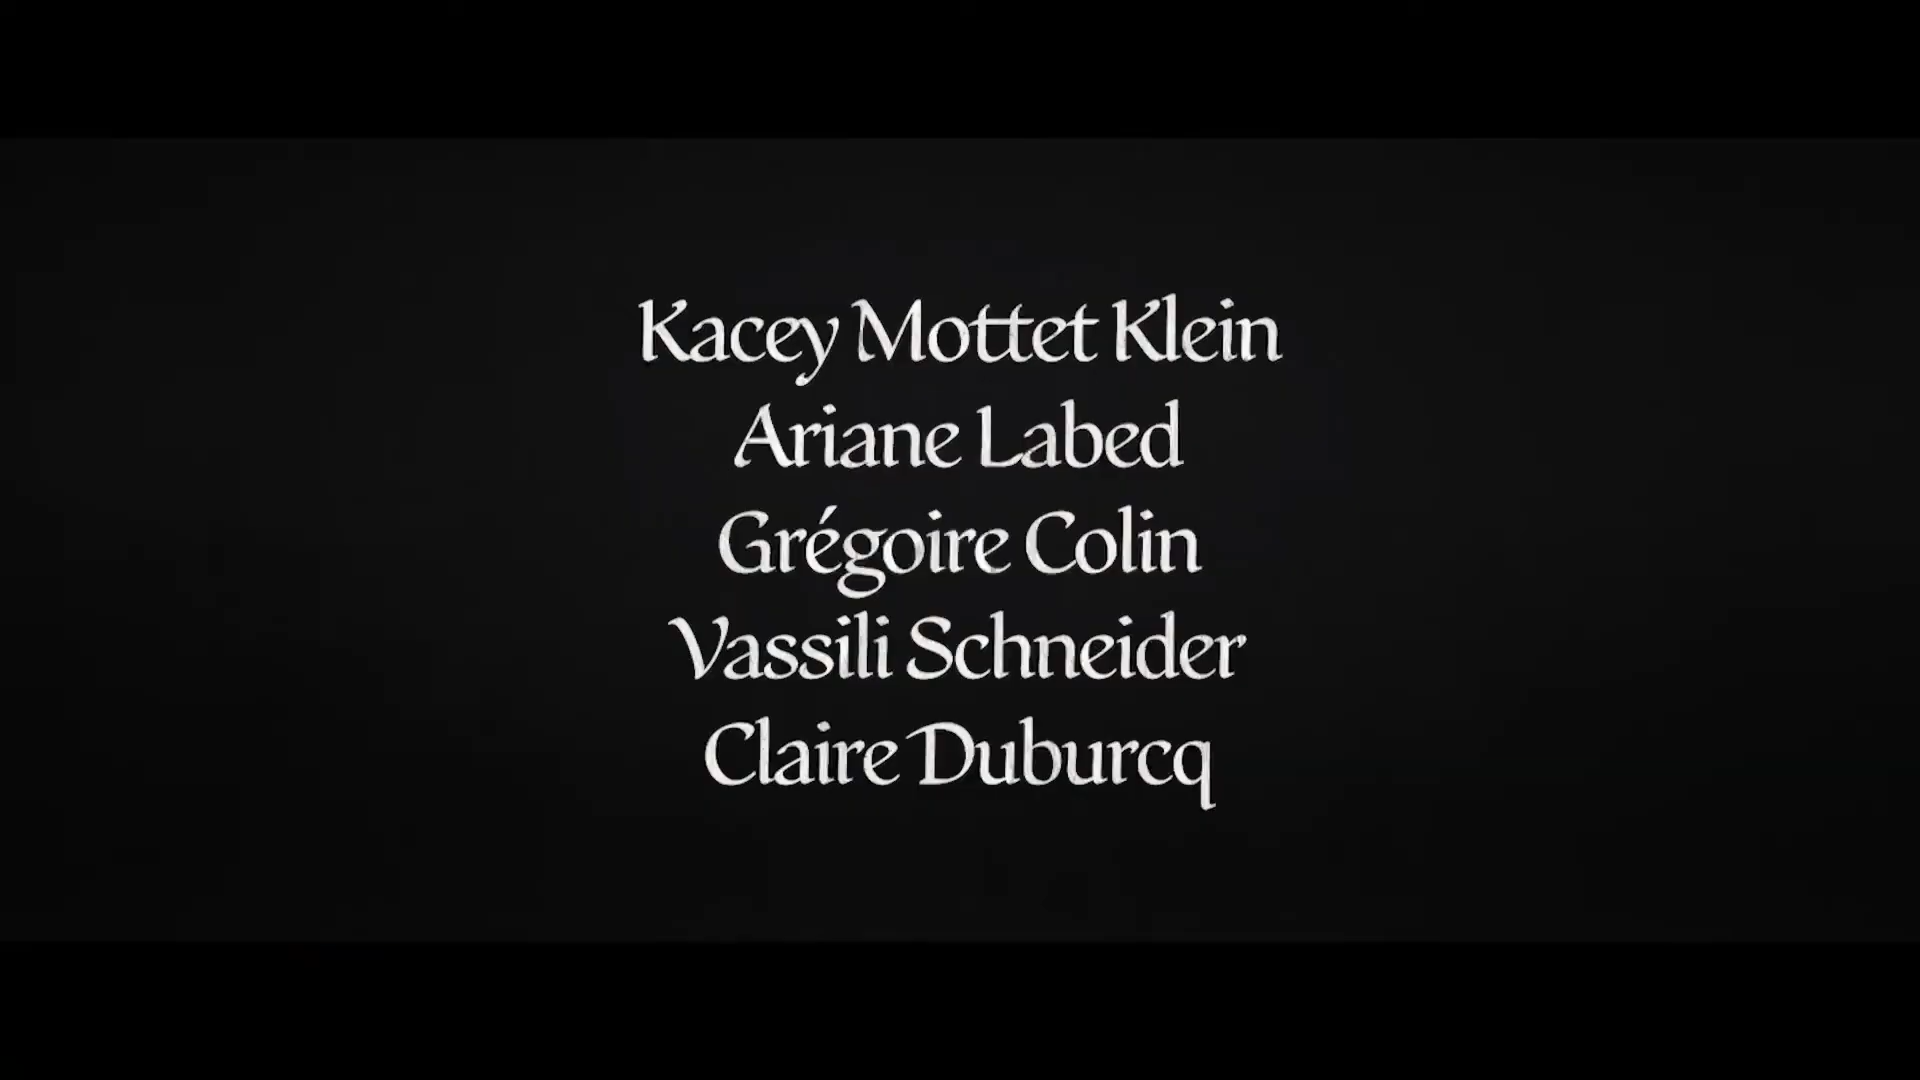 Kacey Mottet Klein
Ariane Labed
Grégoire Colin
Vassili Schneider
Claire Duburcq